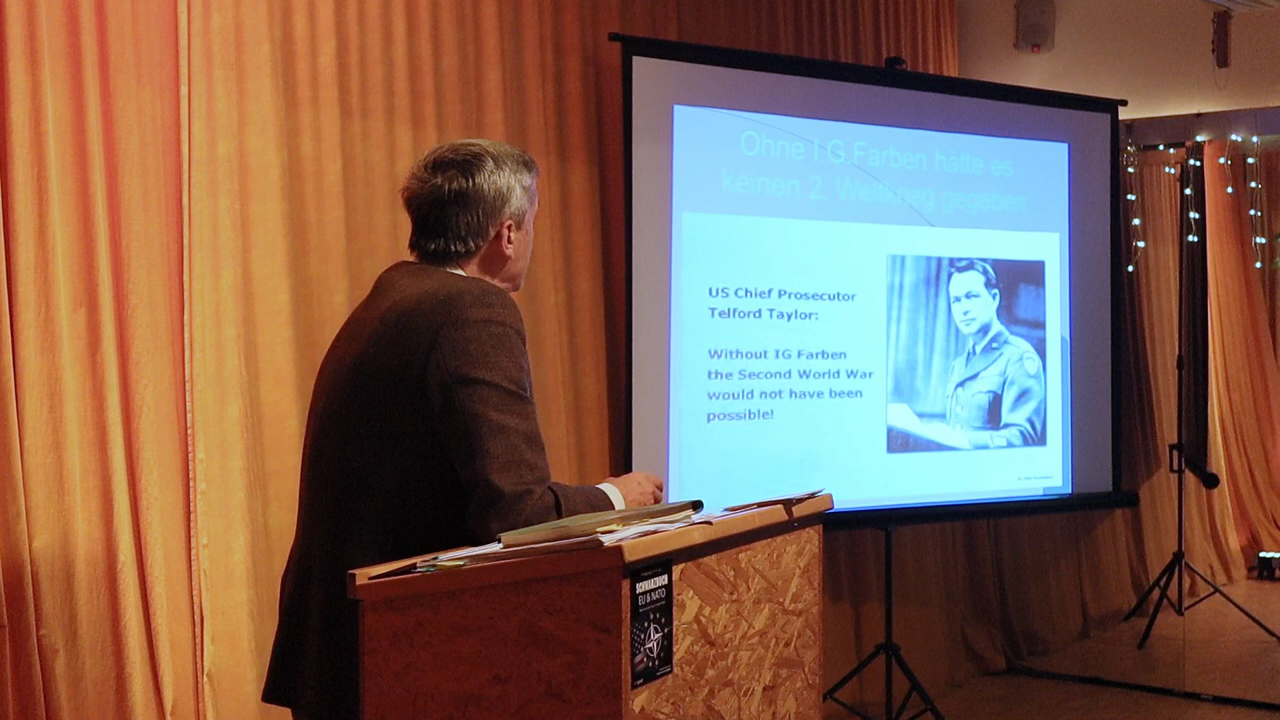 Ohne I G Farben hätte es
keinen 2. Weltkrieg gegeben
US Chief Prosecutor
Telford Taylor:
Without IG Farben
the Second World War
would not have been
possible!
SCHWARZBUCH
EU & NATO